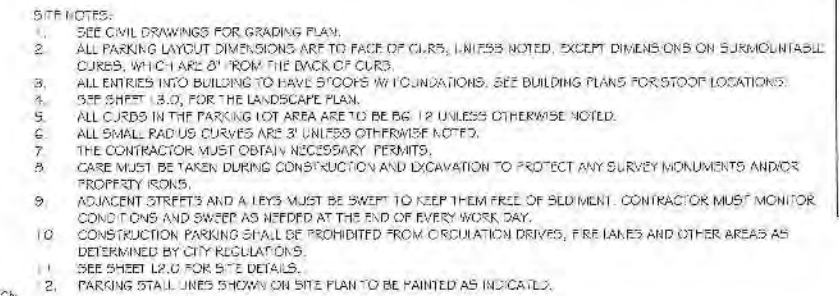 SITE NOTES:
1. SEE CIVIL DRAWINGS FOR GRADING PLAN.
2. ALL PARKING LAYOUT DIMENSIONS ARE TO FACE OF CURB, UNLESS NOTED, EXCEPT DIMENSIONS ON SURMOUNTABLE
CURBS, WHICH ARE 8" FROM THE BACK OF CURB.
3. ALL ENTRIES INTO BUILDING TO HAVE STOOPS W/ FOUNDATIONS. SEE BUILDING PLANS FOR STOOP LOCATIONS.
4. SEE SHEET L3.0, FOR THE LANDSCAPE PLAN.
5. ALL CURBS IN THE PARKING LOT AREA ARE TO BE B6-12 UNLESS OTHERWISE NOTED.
6. ALL SMALL RADIUS CURVES ARE 3' UNLESS OTHERWISE NOTED.
7. THE CONTRACTOR MUST OBTAIN NECESSARY PERMITS.
8. CARE MUST BE TAKEN DURING CONSTRUCTION AND EXCAVATION TO PROTECT ANY SURVEY MONUMENTS AND/OR
PROPERTY IRONS.
9. ADJACENT STREETS AND ALLEYS MUST BE SWEPT TO KEEP THEM FREE OF SEDIMENT. CONTRACTOR MUST MONITOR
CONDITIONS AND SWEEP AS NEEDED AT THE END OF EVERY WORK DAY.
10. CONSTRUCTION PARKING SHALL BE PROHIBITED FROM CIRCULATION DRIVES, FIRE LANES AND OTHER AREAS AS
DETERMINED BY CITY REGULATIONS.
11. SEE SHEET L2.0 FOR SITE DETAILS.
12. PARKING STALL LINES SHOWN ON SITE PLAN TO BE PAINTED AS INDICATED.